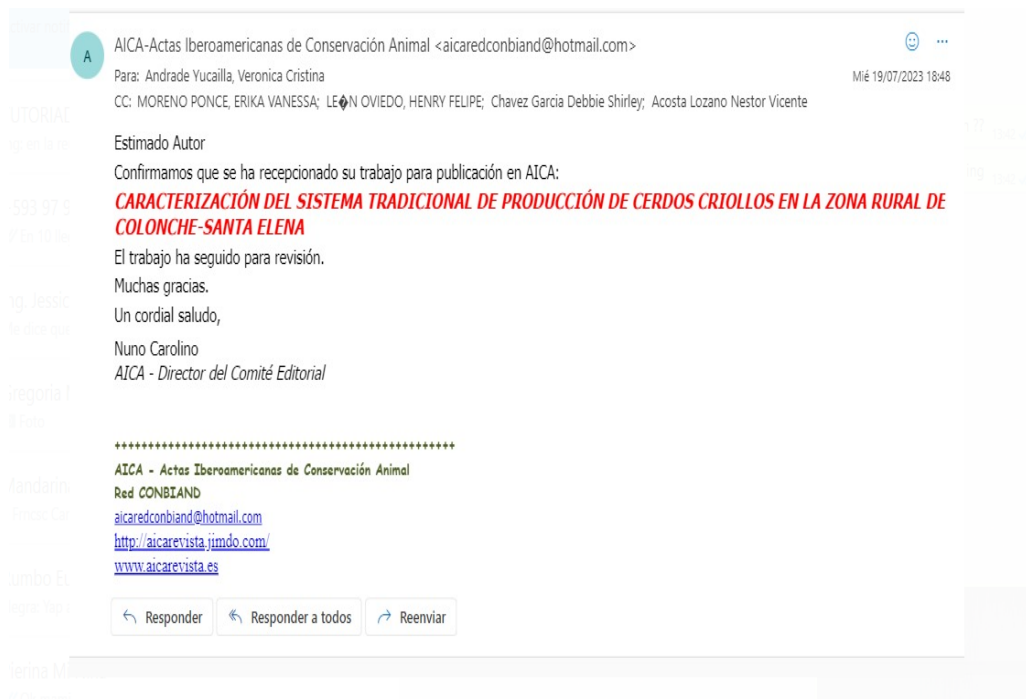 A
AICA-Actas Iberoamericanas de Conservación Animal <aicaredconbiand@hotmail.com>
Para: Andrade Yucailla, Veronica Cristina
Mié 19/07/2023 18:48
CC: MORENO PONCE, ERIKA VANESSA; LE�N OVIEDO, HENRY FELIPE; Chavez Garcia Debbie Shirley; Acosta Lozano Nestor Vicente
Estimado Autor
Confirmamos que se ha recepcionado su trabajo para publicación en AICA:
CARACTERIZACIÓN DEL SISTEMA TRADICIONAL DE PRODUCCIÓN DE CERDOS CRIOLLOS EN LA ZONA RURAL DE
COLONCHE-SANTA ELENA
El trabajo ha seguido para revisión.
Muchas gracias.
Un cordial saludo,
Nuno Carolino
AICA - Director del Comité Editorial
++++++++++++++++++++++++++++++++++++++++++++++++++
AICA - Actas Iberoamericanas de Conservación Animal
Red CONBIAND
aicaredconbiand@hotmail.com
http://aicarevista.jimdo.com/
www.aicarevista.es
Responder
Responder a todos
Reenviar